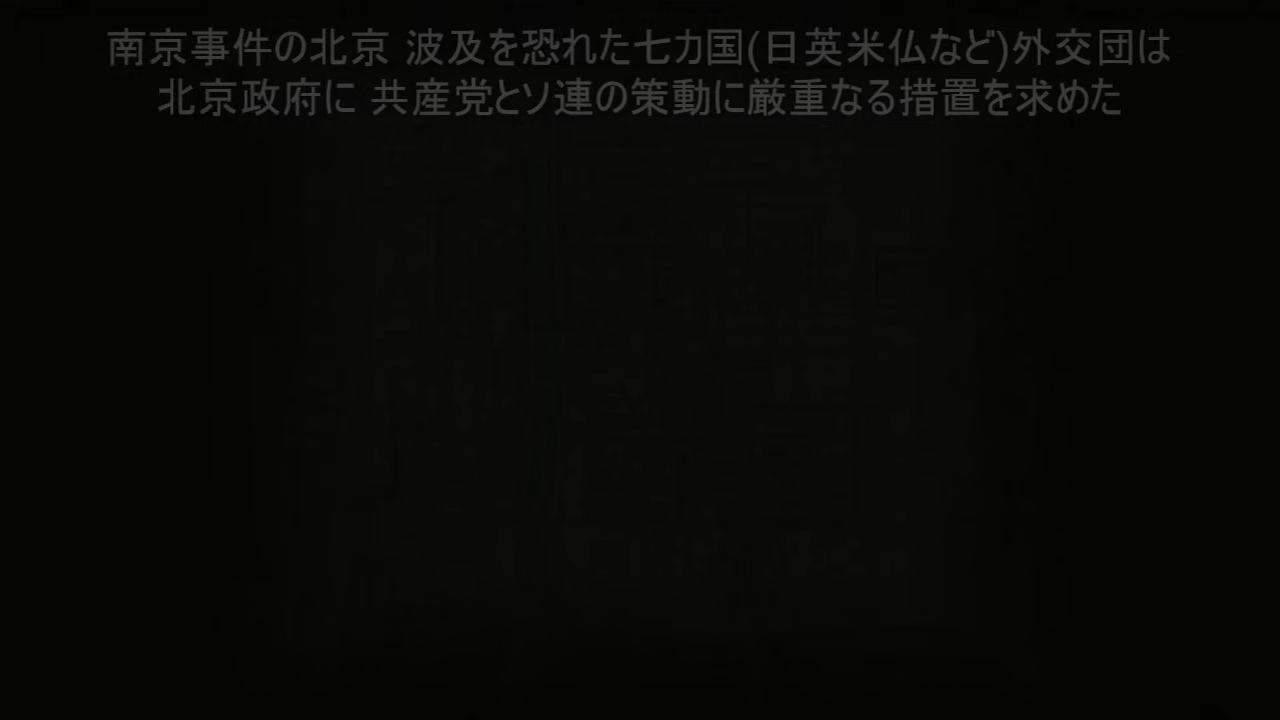 南京事件の北京 波及を恐れた七カ国(日英米仏など)外交団は
北京政府に 共産党とソ連の策動に厳重なる措置を求めた